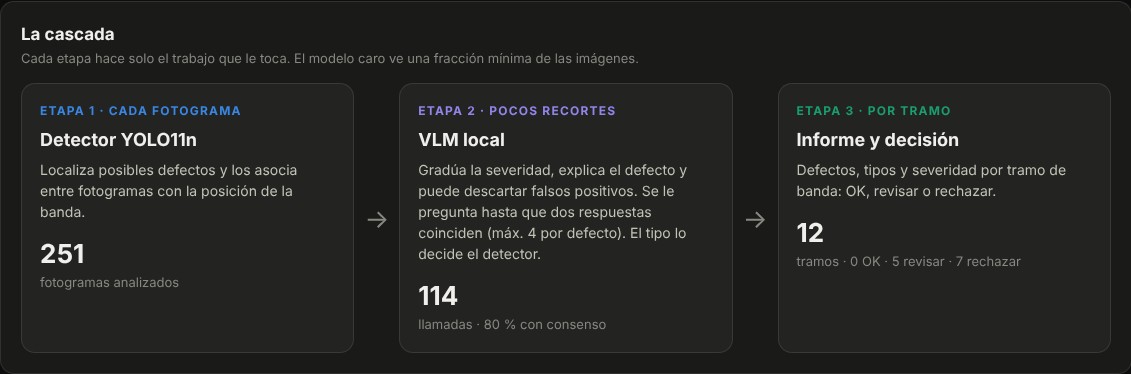 La cascada
Cada etapa hace solo el trabajo que le toca. El modelo caro ve una fracción mínima de las imágenes.
ETAPA 1 · CADA FOTOGRAMA
Detector YOLO11n
Localiza posibles defectos y los asocia
entre fotogramas con la posición de la
banda.
251
fotogramas analizados
→
ETAPA 2 · POCOS RECORTES
VLM local
Gradúa la severidad, explica el defecto y
puede descartar falsos positivos. Se le
pregunta hasta que dos respuestas
coinciden (máx. 4 por defecto). El tipo lo
decide el detector.
114
llamadas · 80 % con consenso
→
ETAPA 3 · POR TRAMO
Informe y decisión
Defectos, tipos y severidad por tramo de
banda: OK, revisar o rechazar.
12
tramos · 0 OK · 5 revisar · 7 rechazar